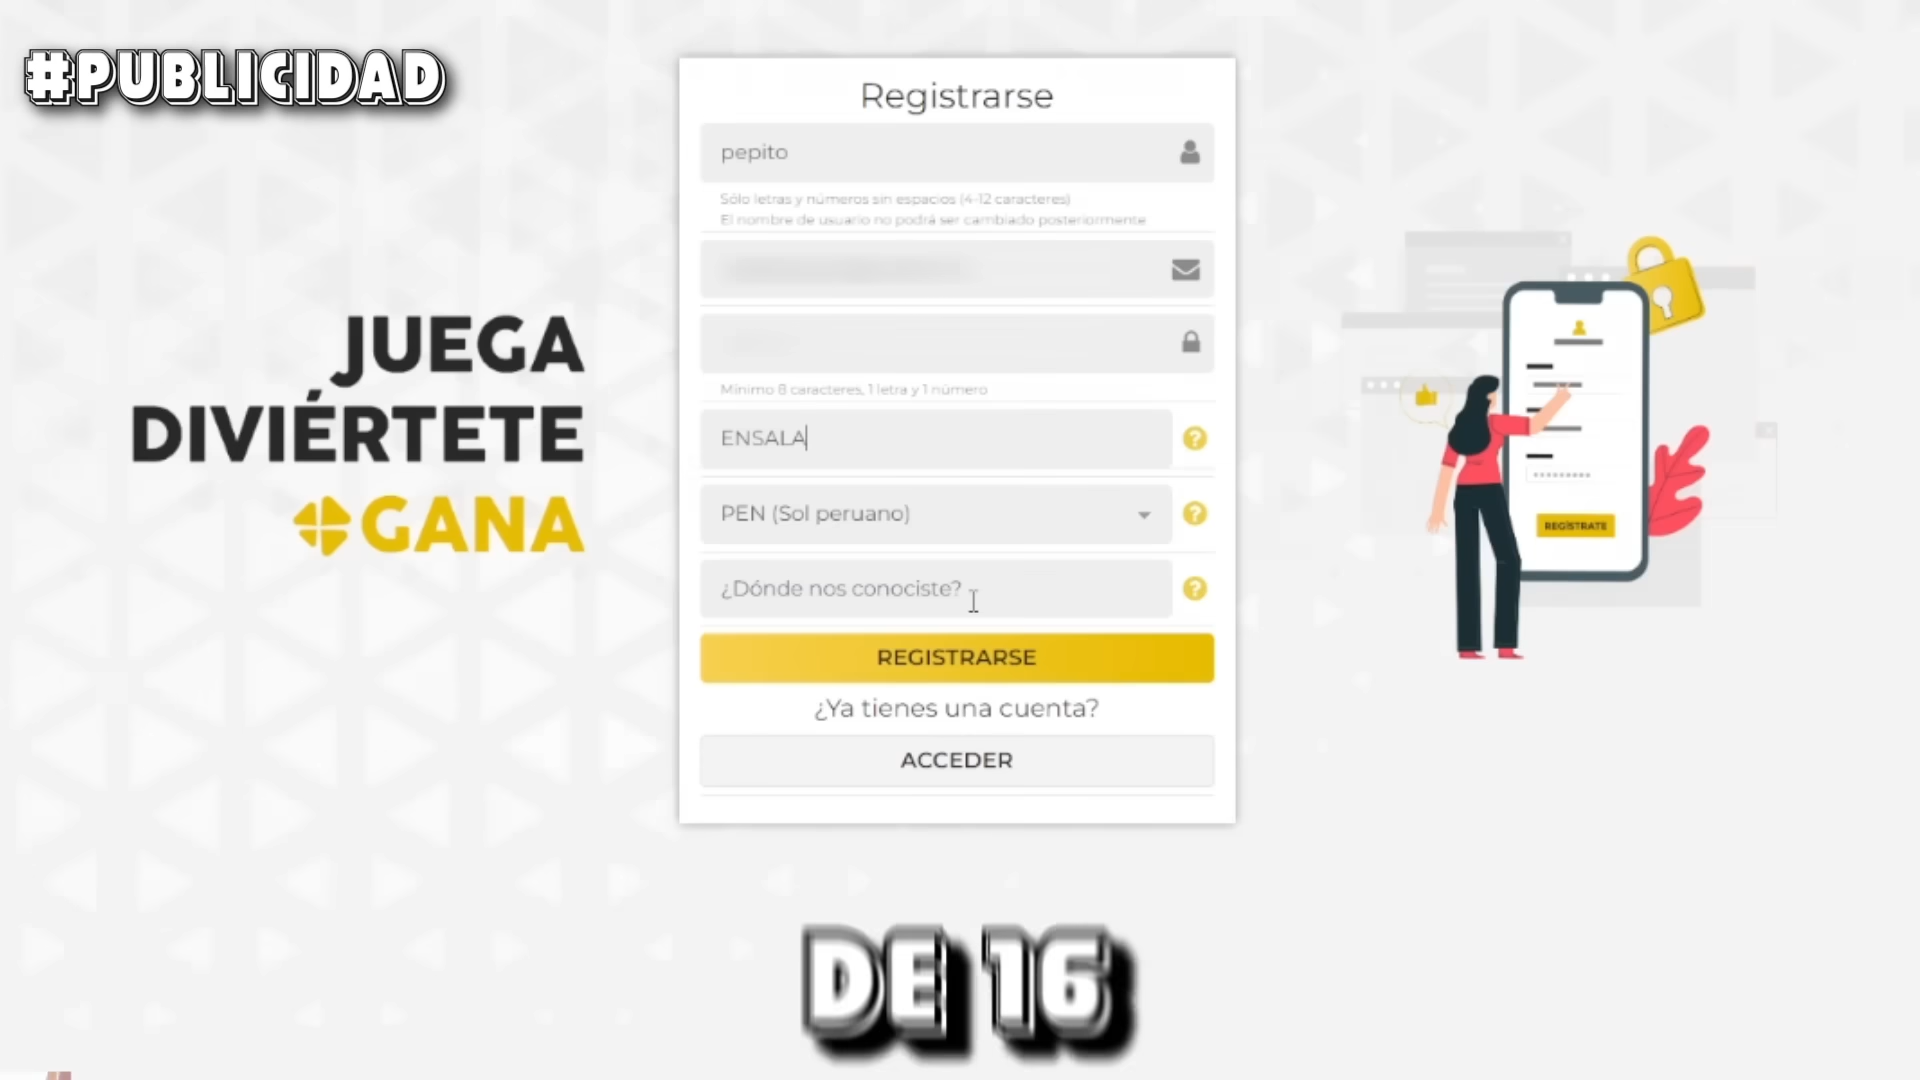 #PUBLICIDAD
JUEGA
DIVIÉRTETE
GANA
Registrarse
pepito
Sólo letras y números sin espacios (4-12 caracteres)
El nombre de usuario no podrá ser cambiado posteriormente
Mínimo 8 caracteres, 1 letra y 1 número
ENSALA
?
PEN (Sol peruano)
?
¿Dónde nos conociste?
?
REGISTRARSE
¿Ya tienes una cuenta?
ACCEDER
REGÍSTRATE
DE 16